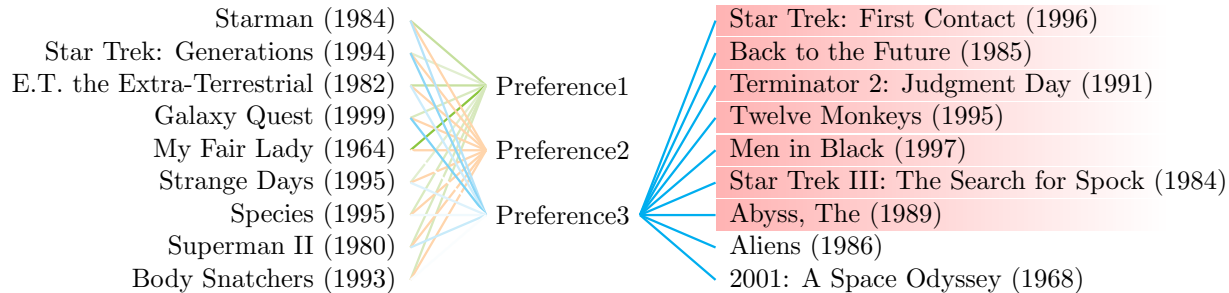 Starman (1984)
Star Trek: Generations (1994)
E.T. the Extra-Terrestrial (1982)
Galaxy Quest (1999)
My Fair Lady (1964)
Strange Days (1995)
Species (1995)
Superman II (1980)
Body Snatchers (1993)
Preference1
Preference2
Preference3
Star Trek: First Contact (1996)
Back to the Future (1985)
Terminator 2: Judgment Day (1991)
Twelve Monkeys (1995)
Men in Black (1997)
Star Trek III: The Search for Spock (1984)
Abyss, The (1989)
Aliens (1986)
2001: A Space Odyssey (1968)